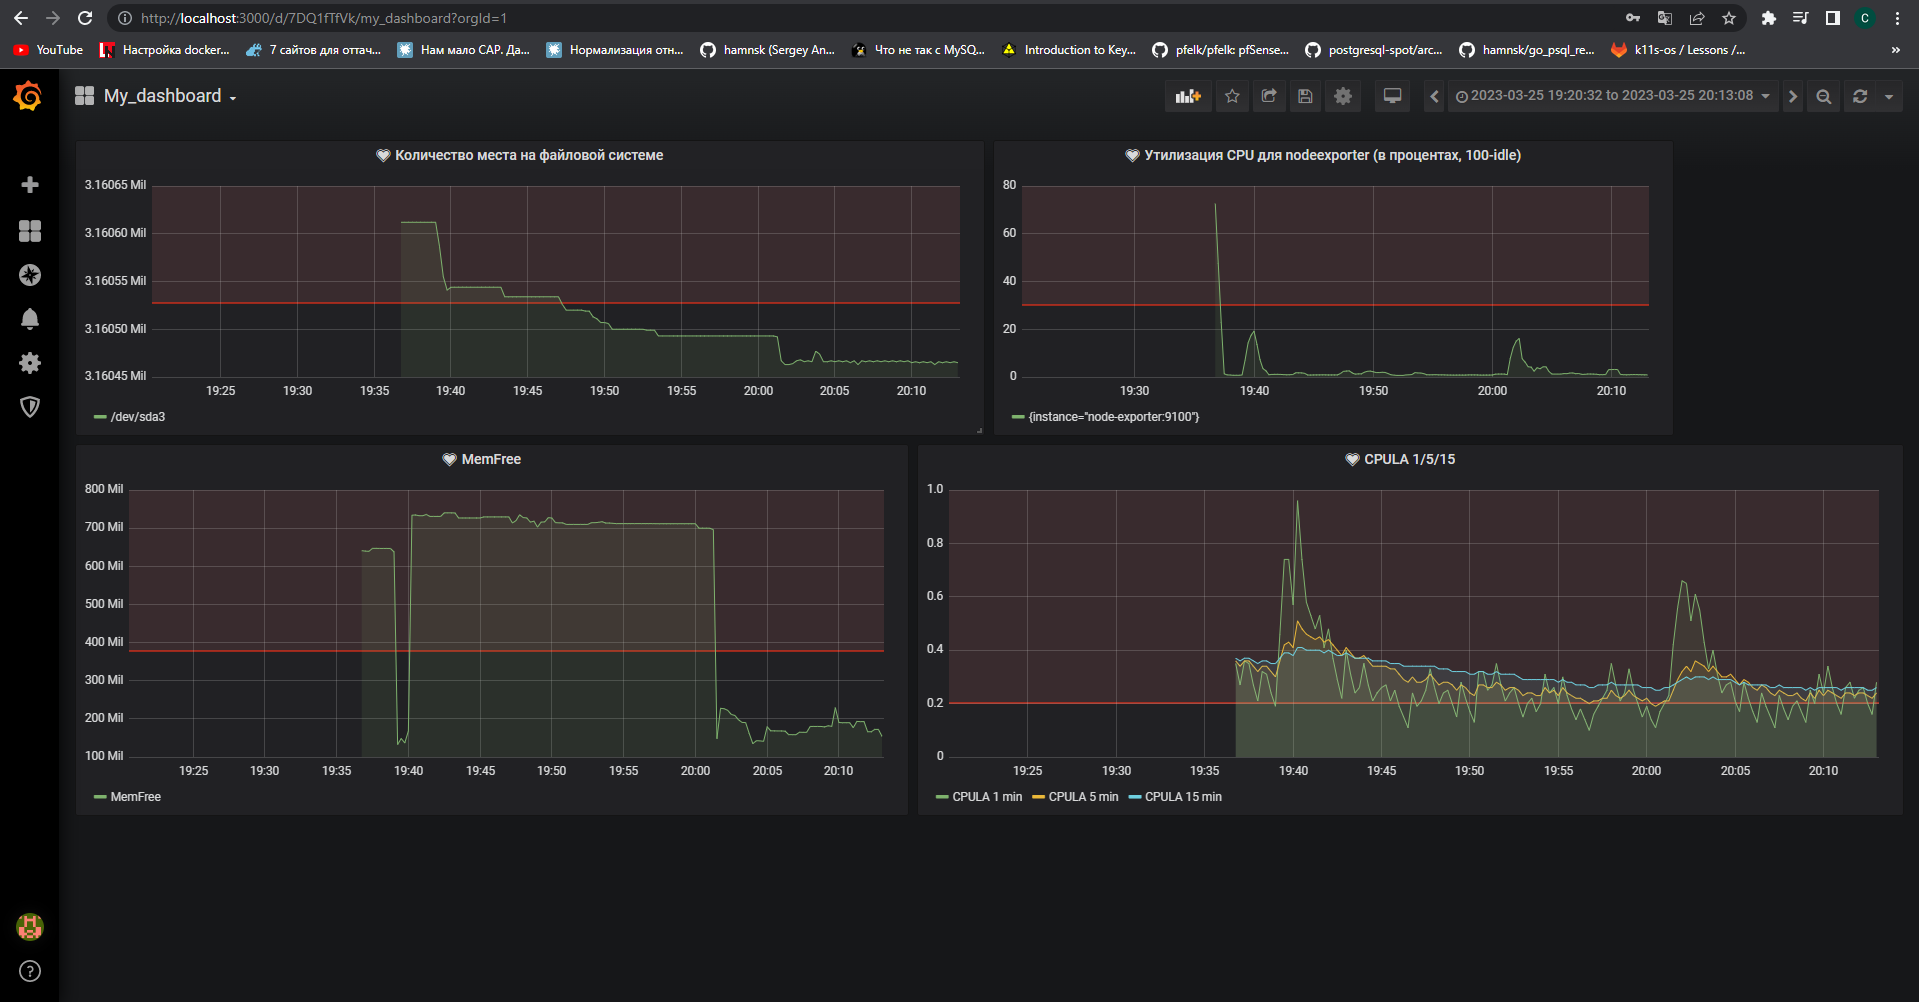 http://localhost:3000/d/7DQ1fTfVk/my_dashboard?orgId=1
C
YouTube
Настройка docker...
7 сайтов для оттач...
Нам мало CAP. Да...
Нормализация отн...
hamnsk (Sergey An...
Что не так с MySQ...
Introduction to Key...
pfelk/pfelk: pfSense...
postgresql-spot/arc...
hamnsk/go_psql_re...
k11s-os / Lessons /...
»
My_dashboard
2023-03-25 19:20:32 to 2023-03-25 20:13:08
Количество места на файловой системе
3.16065 Mil
3.16060 Mil
3.16055 Mil
3.16050 Mil
3.16045 Mil
19:25 19:30 19:35 19:40 19:45 19:50 19:55 20:00 20:05 20:10
/dev/sda3
Утилизация CPU для nodeexporter (в процентах, 100-idle)
80
60
40
20
0
19:30 19:40 19:50 20:00 20:10
{instance="node-exporter:9100"}
MemFree
800 Mil
700 Mil
600 Mil
500 Mil
400 Mil
300 Mil
200 Mil
100 Mil
19:25 19:30 19:35 19:40 19:45 19:50 19:55 20:00 20:05 20:10
MemFree
CPULA 1/5/15
1.0
0.8
0.6
0.4
0.2
0
19:25 19:30 19:35 19:40 19:45 19:50 19:55 20:00 20:05 20:10
CPULA 1 min CPULA 5 min CPULA 15 min